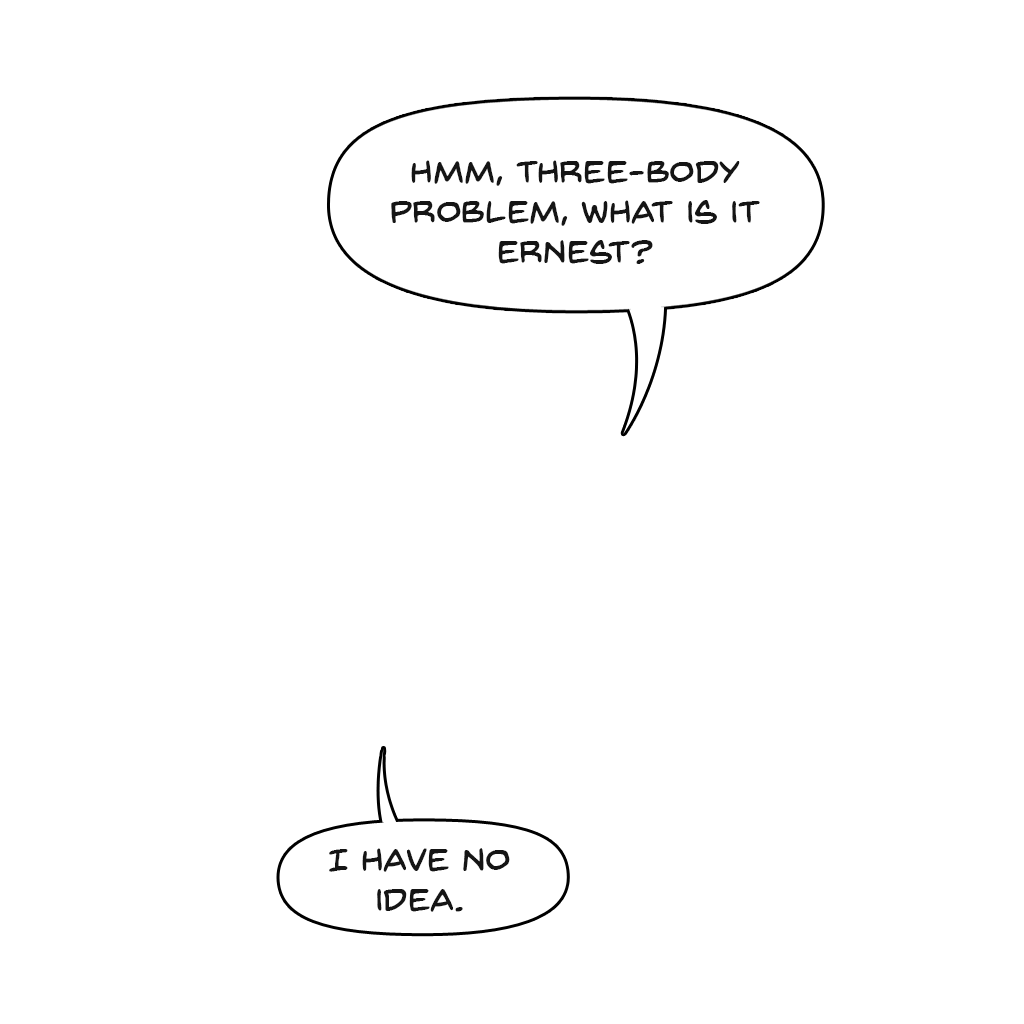 HMM, THREE-BODY
PROBLEM, WHAT IS IT
ERNEST?
I HAVE NO
IDEA.